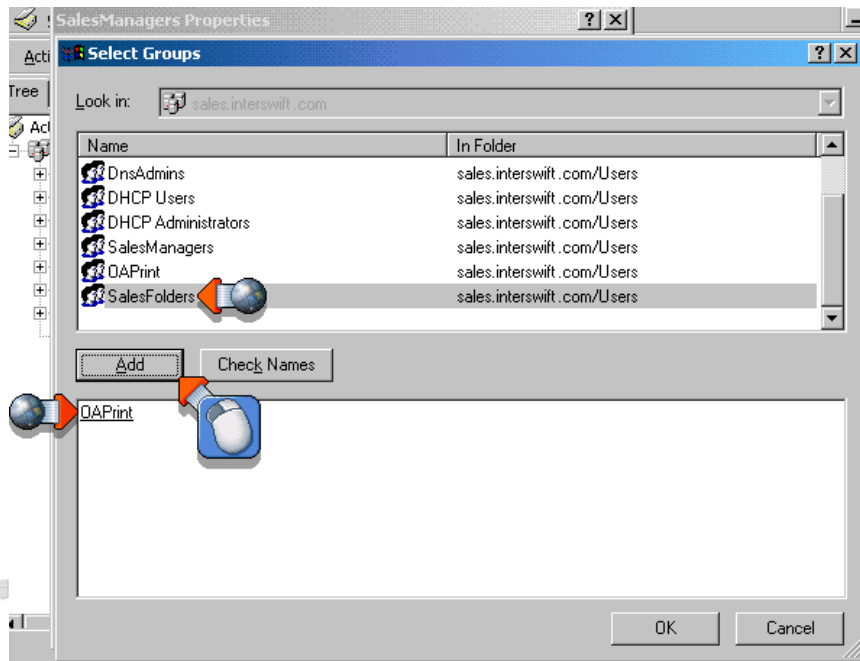 SalesManagers Properties
Select Groups
Acti
Tree
Act
Look in: sales.interswift.com
Name In Folder
DnsAdmins sales.interswift.com/Users
DHCP Users sales.interswift.com/Users
DHCP Administrators sales.interswift.com/Users
SalesManagers sales.interswift.com/Users
OAPrint sales.interswift.com/Users
SalesFolders sales.interswift.com/Users
Add Check Names
OAPrint
OK Cancel